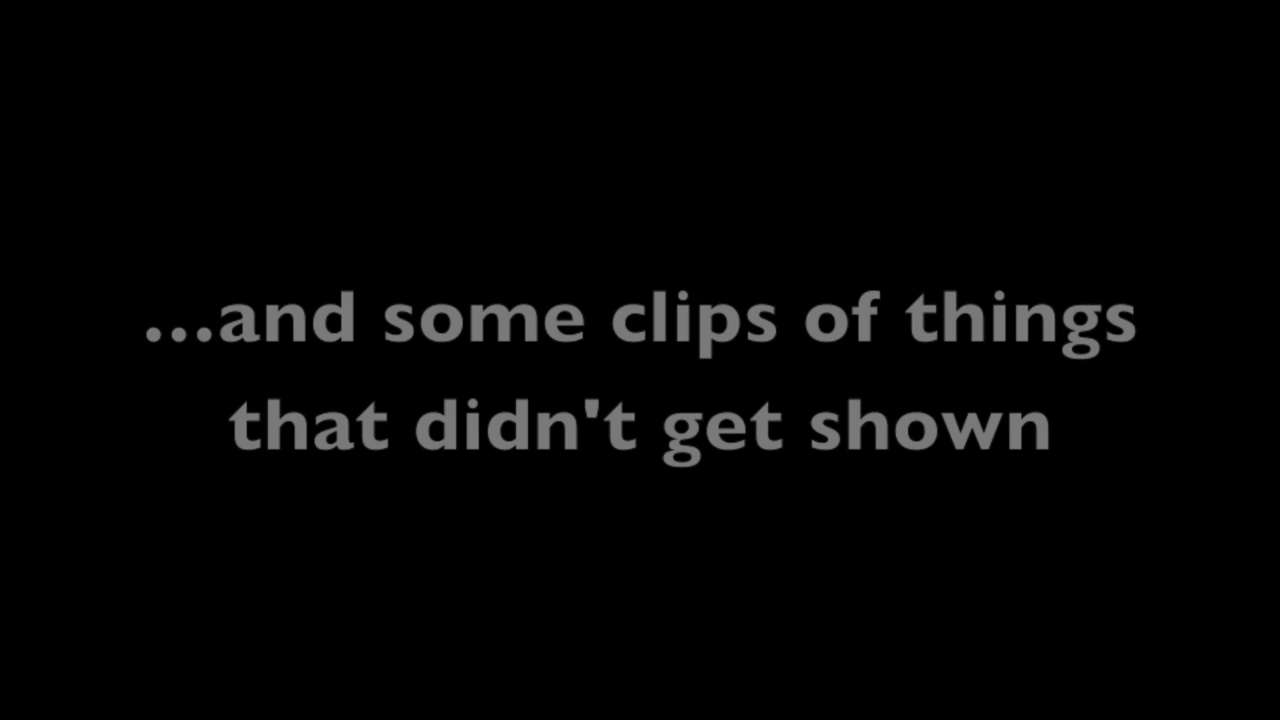 ...and some clips of things
that didn't get shown